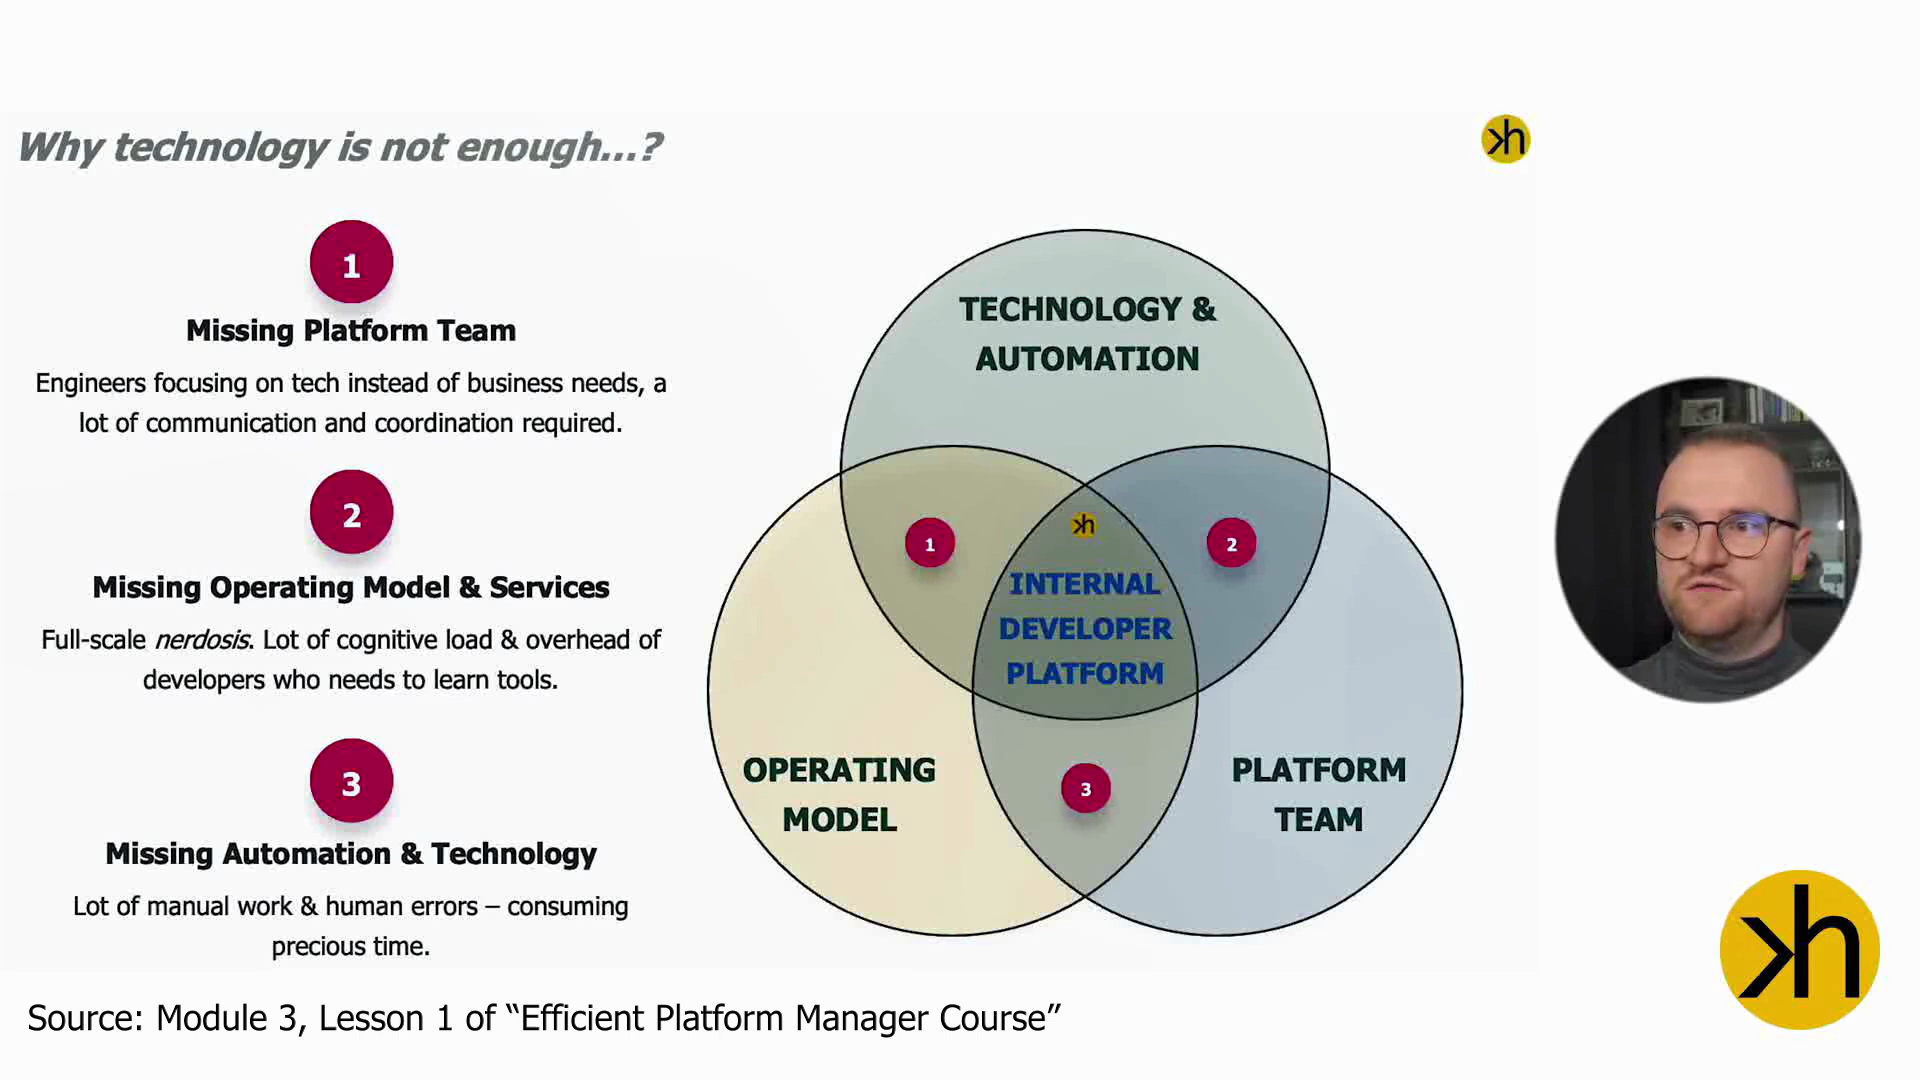 Why technology is not enough...?
kh
1
Missing Platform Team
Engineers focusing on tech instead of business needs, a
lot of communication and coordination required.
2
Missing Operating Model & Services
Full-scale nerdosis. Lot of cognitive load & overhead of
developers who needs to learn tools.
3
Missing Automation & Technology
Lot of manual work & human errors – consuming
precious time.
TECHNOLOGY &
AUTOMATION
1
kh
2
INTERNAL
DEVELOPER
PLATFORM
OPERATING
MODEL
3
PLATFORM
TEAM
kh
Source: Module 3, Lesson 1 of “Efficient Platform Manager Course”